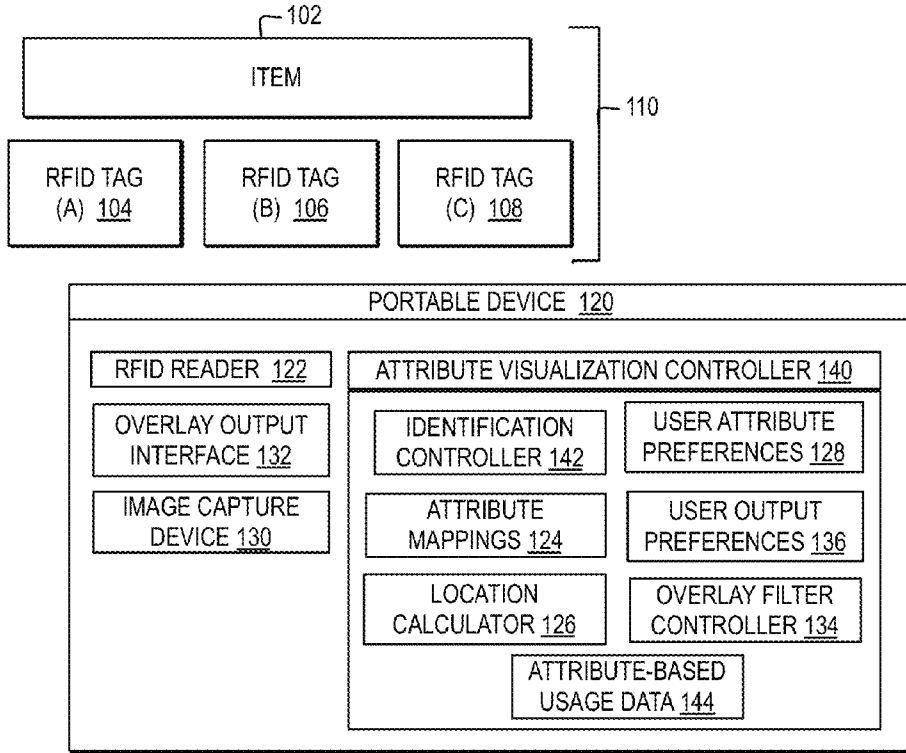 102
ITEM
110
RFID TAG
(A) 104
RFID TAG
(B) 106
RFID TAG
(C) 108
PORTABLE DEVICE 120
RFID READER 122
OVERLAY OUTPUT
INTERFACE 132
IMAGE CAPTURE
DEVICE 130
ATTRIBUTE VISUALIZATION CONTROLLER 140
IDENTIFICATION
CONTROLLER 142
USER ATTRIBUTE
PREFERENCES 128
ATTRIBUTE
MAPPINGS 124
USER OUTPUT
PREFERENCES 136
LOCATION
CALCULATOR 126
OVERLAY FILTER
CONTROLLER 134
ATTRIBUTE-BASED
USAGE DATA 144